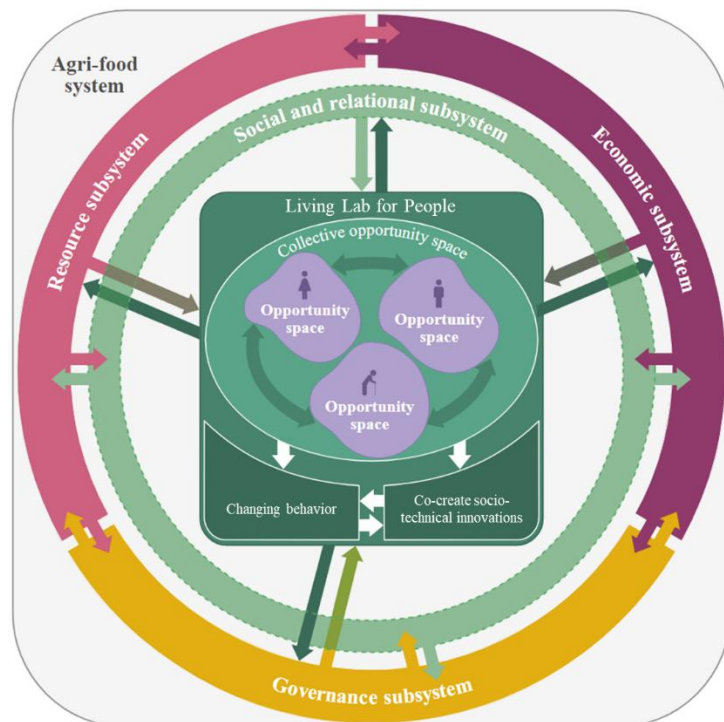 Agri-food
system
Social and relational subsystem
Resource subsystem
Economic subsystem
Living Lab for People
Collective opportunity space
Opportunity
space
Opportunity
space
Opportunity
space
Changing behavior
Co-create socio-
technical innovations
Governance subsystem